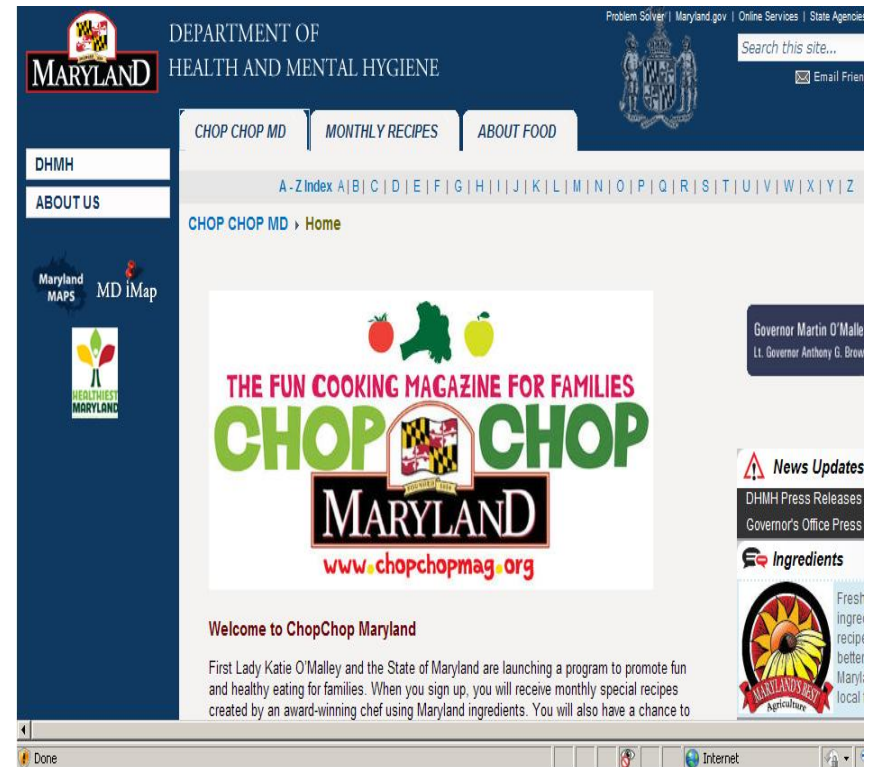 Problem Solver | Maryland.gov | Online Services | State Agencies
MARYLAND
DEPARTMENT OF
HEALTH AND MENTAL HYGIENE
Search this site...
Email Frien
CHOP CHOP MD
MONTHLY RECIPES
ABOUT FOOD
DHMH
ABOUT US
A - Z Index A | B | C | D | E | F | G | H | I | J | K | L | M | N | O | P | Q | R | S | T | U | V | W | X | Y | Z
CHOP CHOP MD › Home
Maryland
MAPS
MD iMap
HEALTHIEST
MARYLAND
THE FUN COOKING MAGAZINE FOR FAMILIES
CHOP CHOP
MARYLAND
www.chopchopmag.org
Governor Martin O'Malle
Lt. Governor Anthony G. Brow
News Updates
DHMH Press Releases
Governor's Office Press
Ingredients
Fresh
ingre
recipe
better
Maryla
local
MARYLAND'S BEST
Agriculture
Welcome to ChopChop Maryland
First Lady Katie O'Malley and the State of Maryland are launching a program to promote fun
and healthy eating for families. When you sign up, you will receive monthly special recipes
created by an award-winning chef using Maryland ingredients. You will also have a chance to
Done
Internet